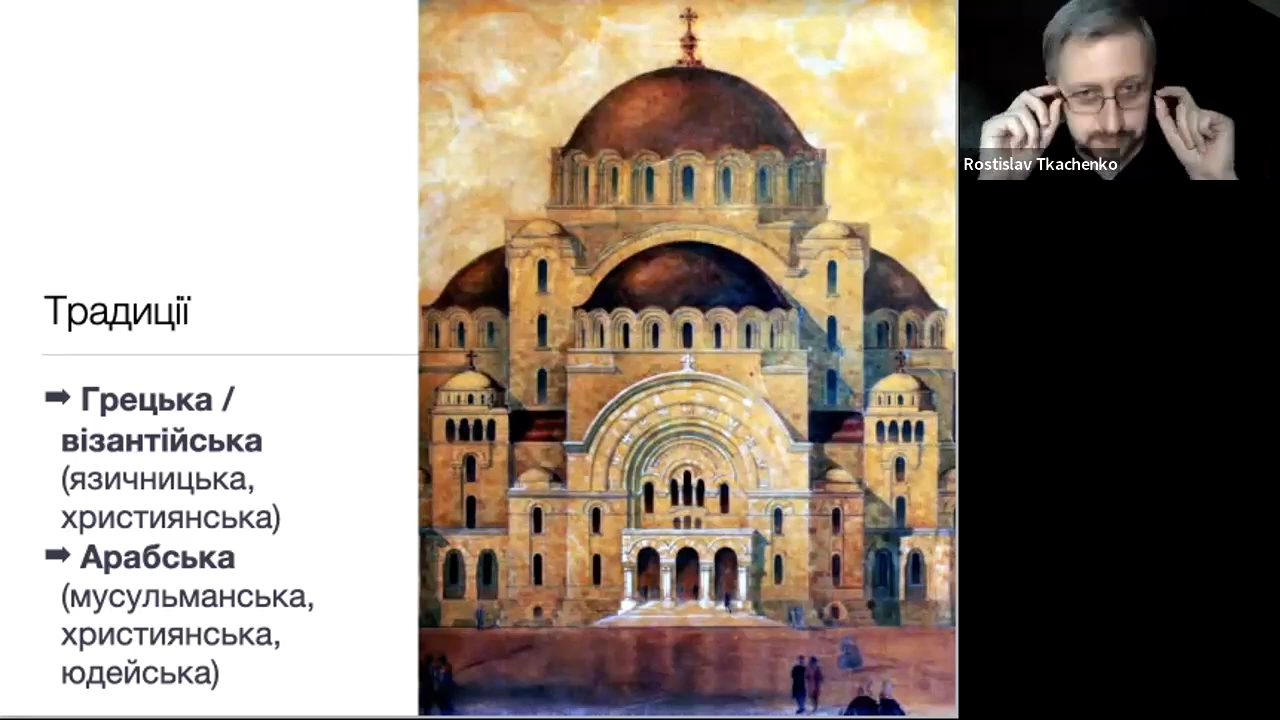 Традиції
➡ Грецька /
візантійська
(язичницька,
християнська)
➡ Арабська
(мусульманська,
християнська,
юдейська)
Rostislav Tkachenko